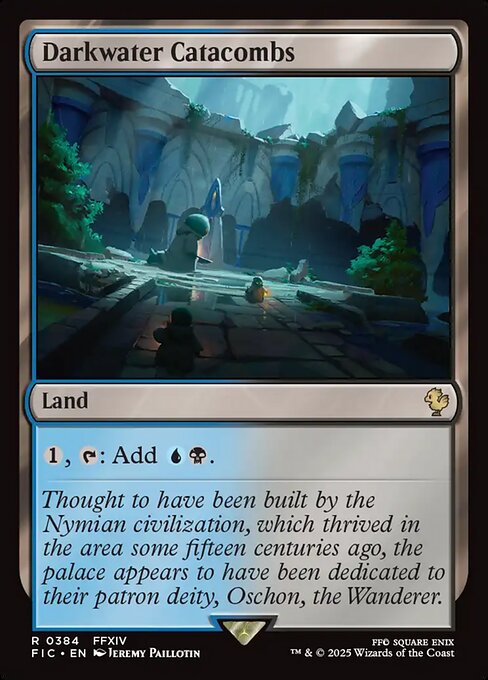 Darkwater Catacombs
Land
1, T: Add UB.
Thought to have been built by the
Nymian civilization, which thrived in
the area some fifteen centuries ago, the
palace appears to have been dedicated to
their patron deity, Oschon, the Wanderer.
R 0384 FFXIV
FIC • EN Jeremy Paillotin
FF© SQUARE ENIX
™ & © 2025 Wizards of the Coast